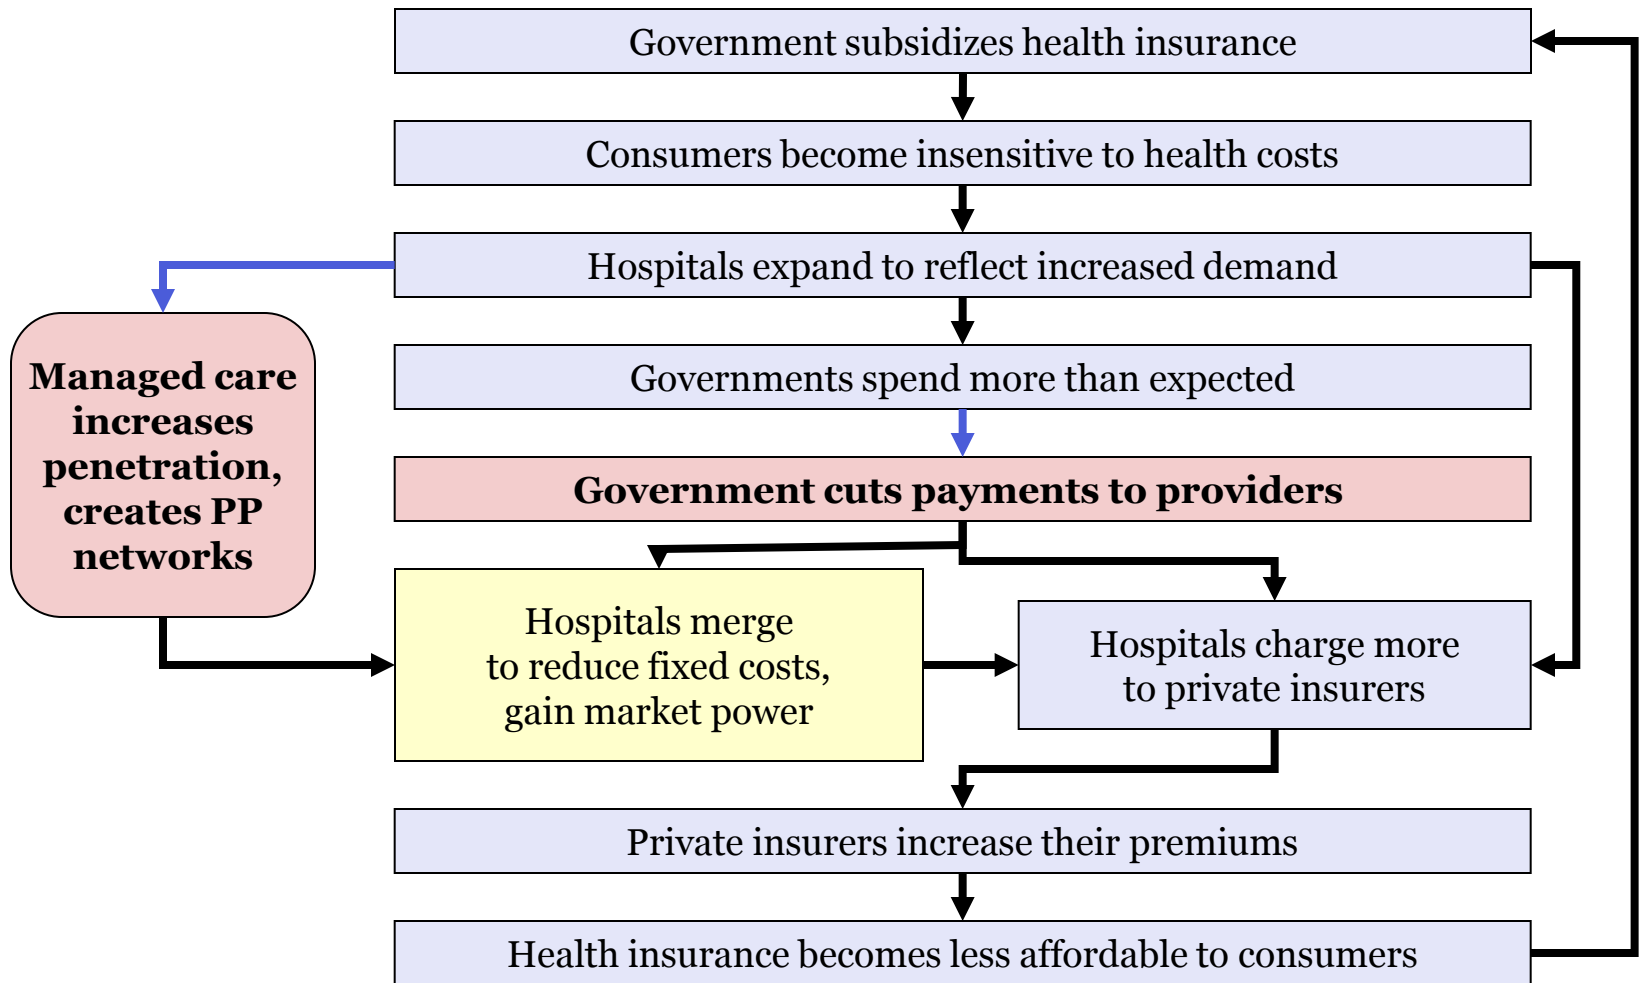 Government subsidizes health insurance
Consumers become insensitive to health costs
Hospitals expand to reflect increased demand
Governments spend more than expected
Managed care
increases
penetration,
creates PP
networks
Government cuts payments to providers
Hospitals merge
to reduce fixed costs,
gain market power
Hospitals charge more
to private insurers
Private insurers increase their premiums
Health insurance becomes less affordable to consumers